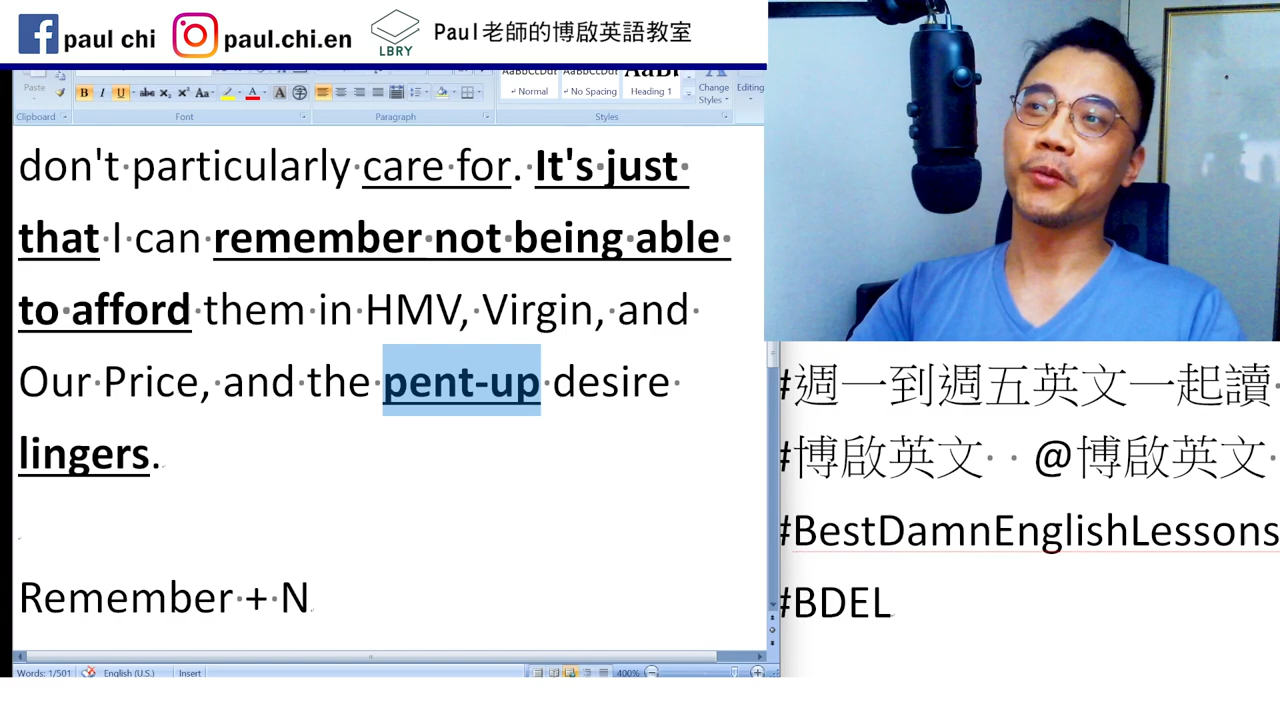 paul chi
paul.chi.en
LBRY
Paul老師的博啟英語教室
Paste
AaBbCcDd
AaBbCcDd
AaBb
Normal
No Spacing
Heading 1
Change
Styles
Editing
Clipboard
Font
Paragraph
Styles
don't particularly care for. It's just
that I can remember not being able
to afford them in HMV, Virgin, and
Our Price, and the pent-up desire
lingers.
Remember + N
Words: 1/501
English (U.S.)
Insert
400%
#週一到週五英文一起讀
#博啟英文 @博啟英文
#BestDamnEnglishLessons
#BDEL